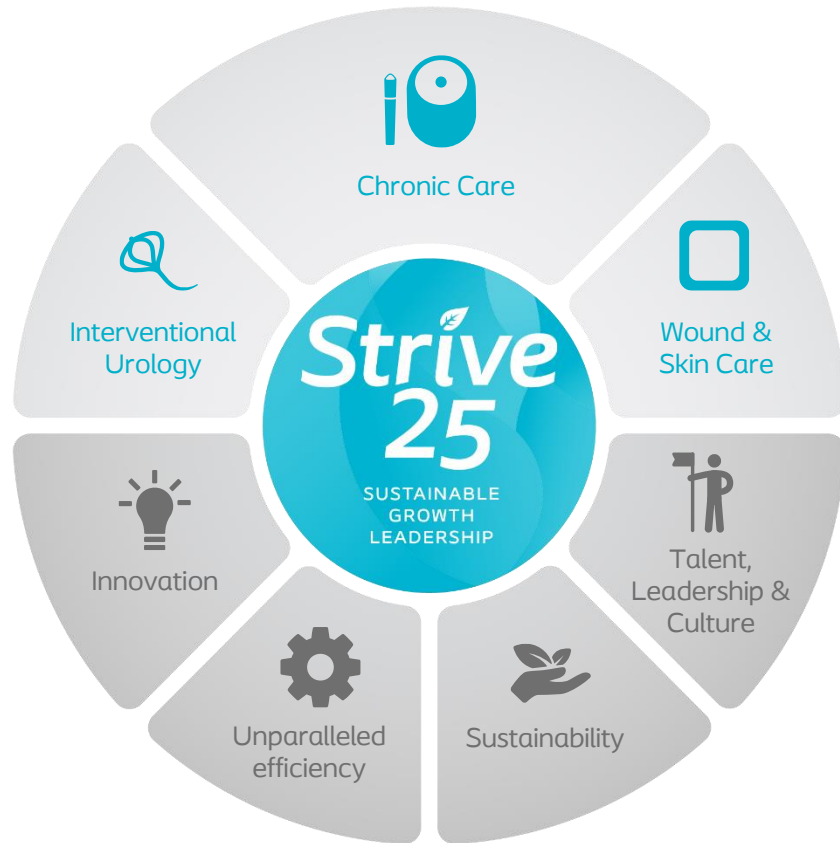 Chronic Care
Interventional
Urology
Wound &
Skin Care
Strive
25
SUSTAINABLE
GROWTH
LEADERSHIP
Innovation
Talent,
Leadership &
Culture
Unparalleled
efficiency
Sustainability